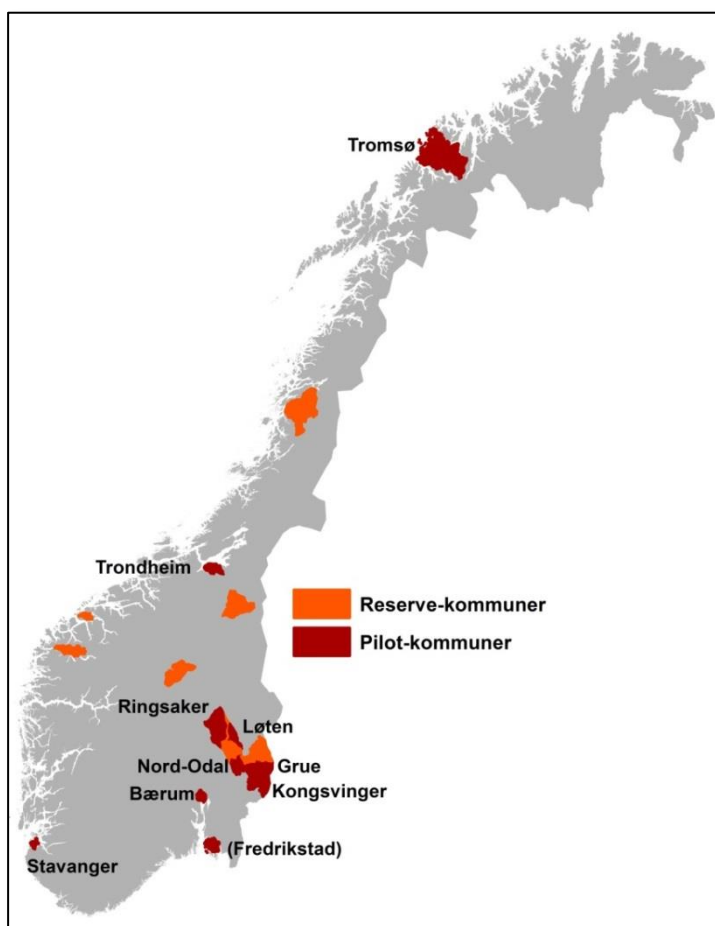 Tromsø
Trondheim
Reserve-kommuner
Pilot-kommuner
Ringsaker
Løten
Nord-Odal
Grue
Bærum
Kongsvinger
(Fredrikstad)
Stavanger